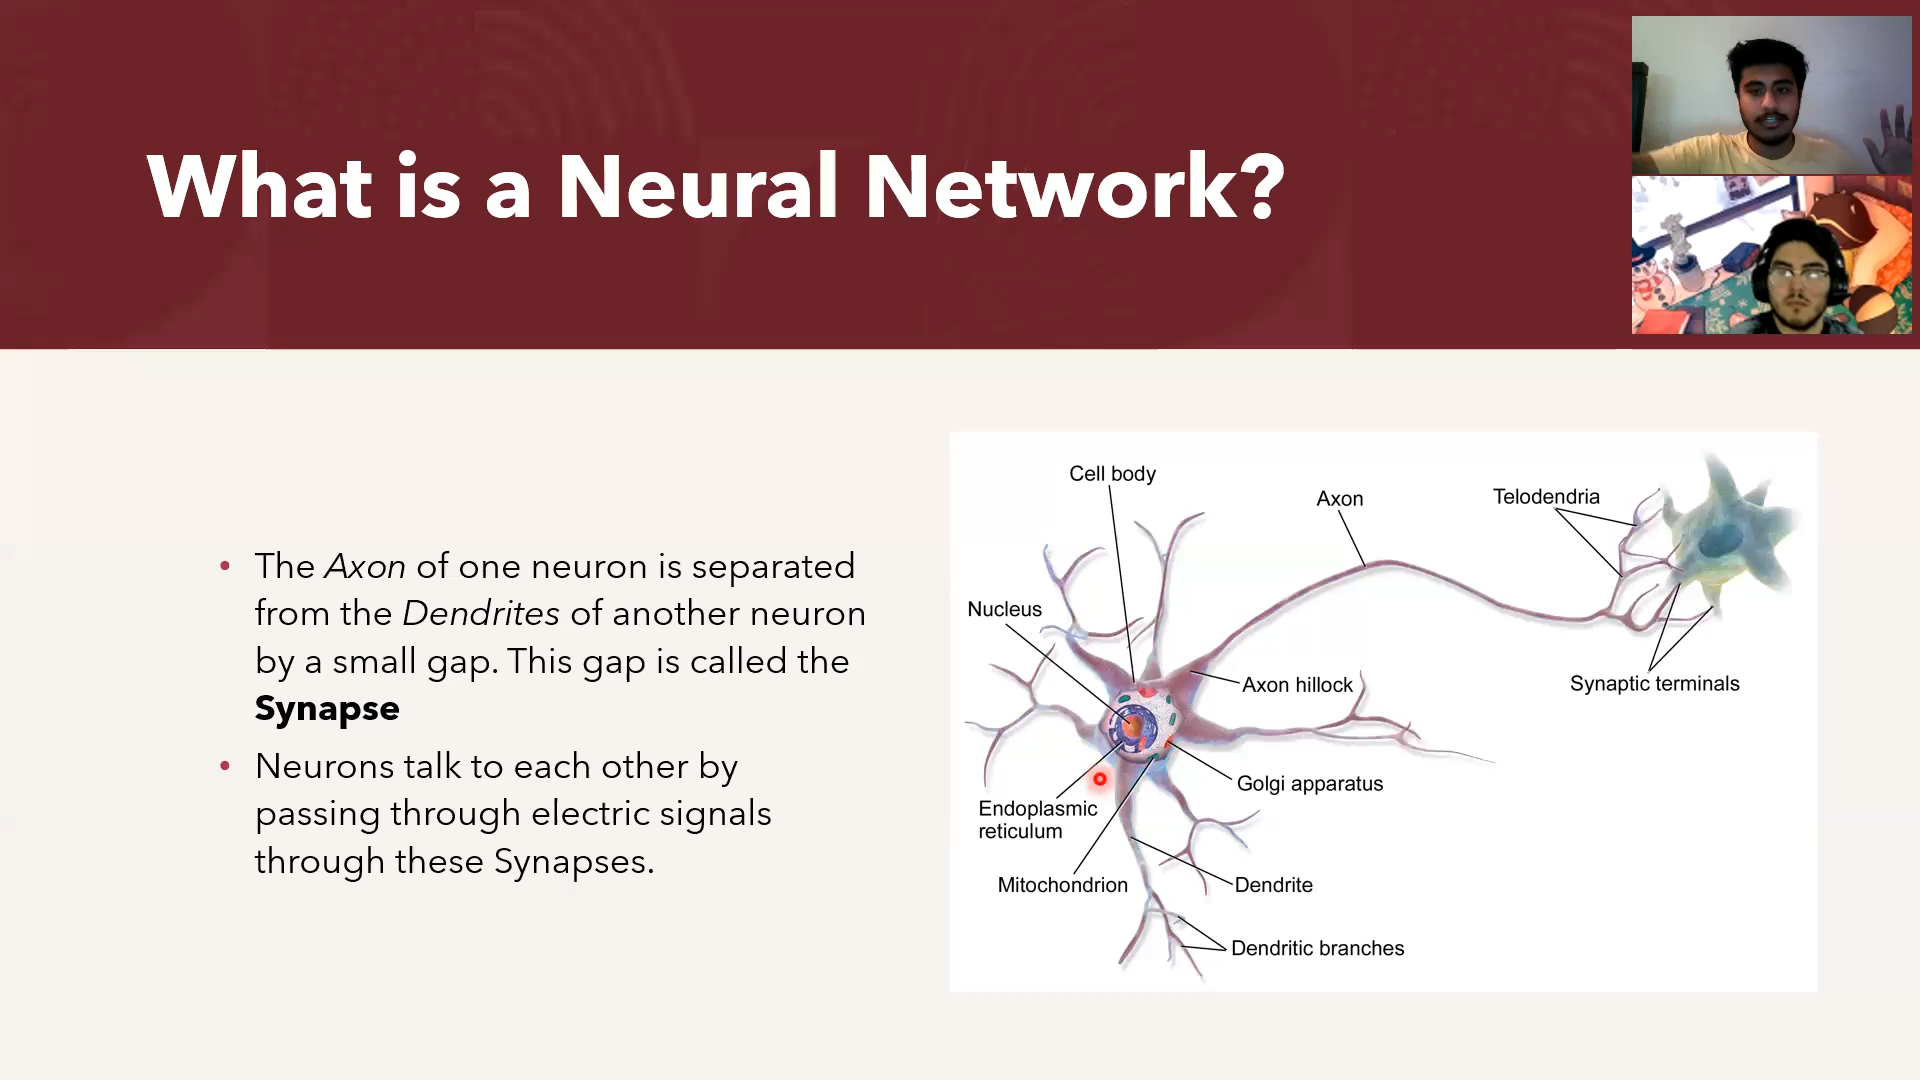 What is a Neural Network?
• The Axon of one neuron is separated
from the Dendrites of another neuron
by a small gap. This gap is called the
Synapse
• Neurons talk to each other by
passing through electric signals
through these Synapses.
Cell body
Axon
Telodendria
Nucleus
Axon hillock
Synaptic terminals
Golgi apparatus
Endoplasmic
reticulum
Mitochondrion
Dendrite
Dendritic branches